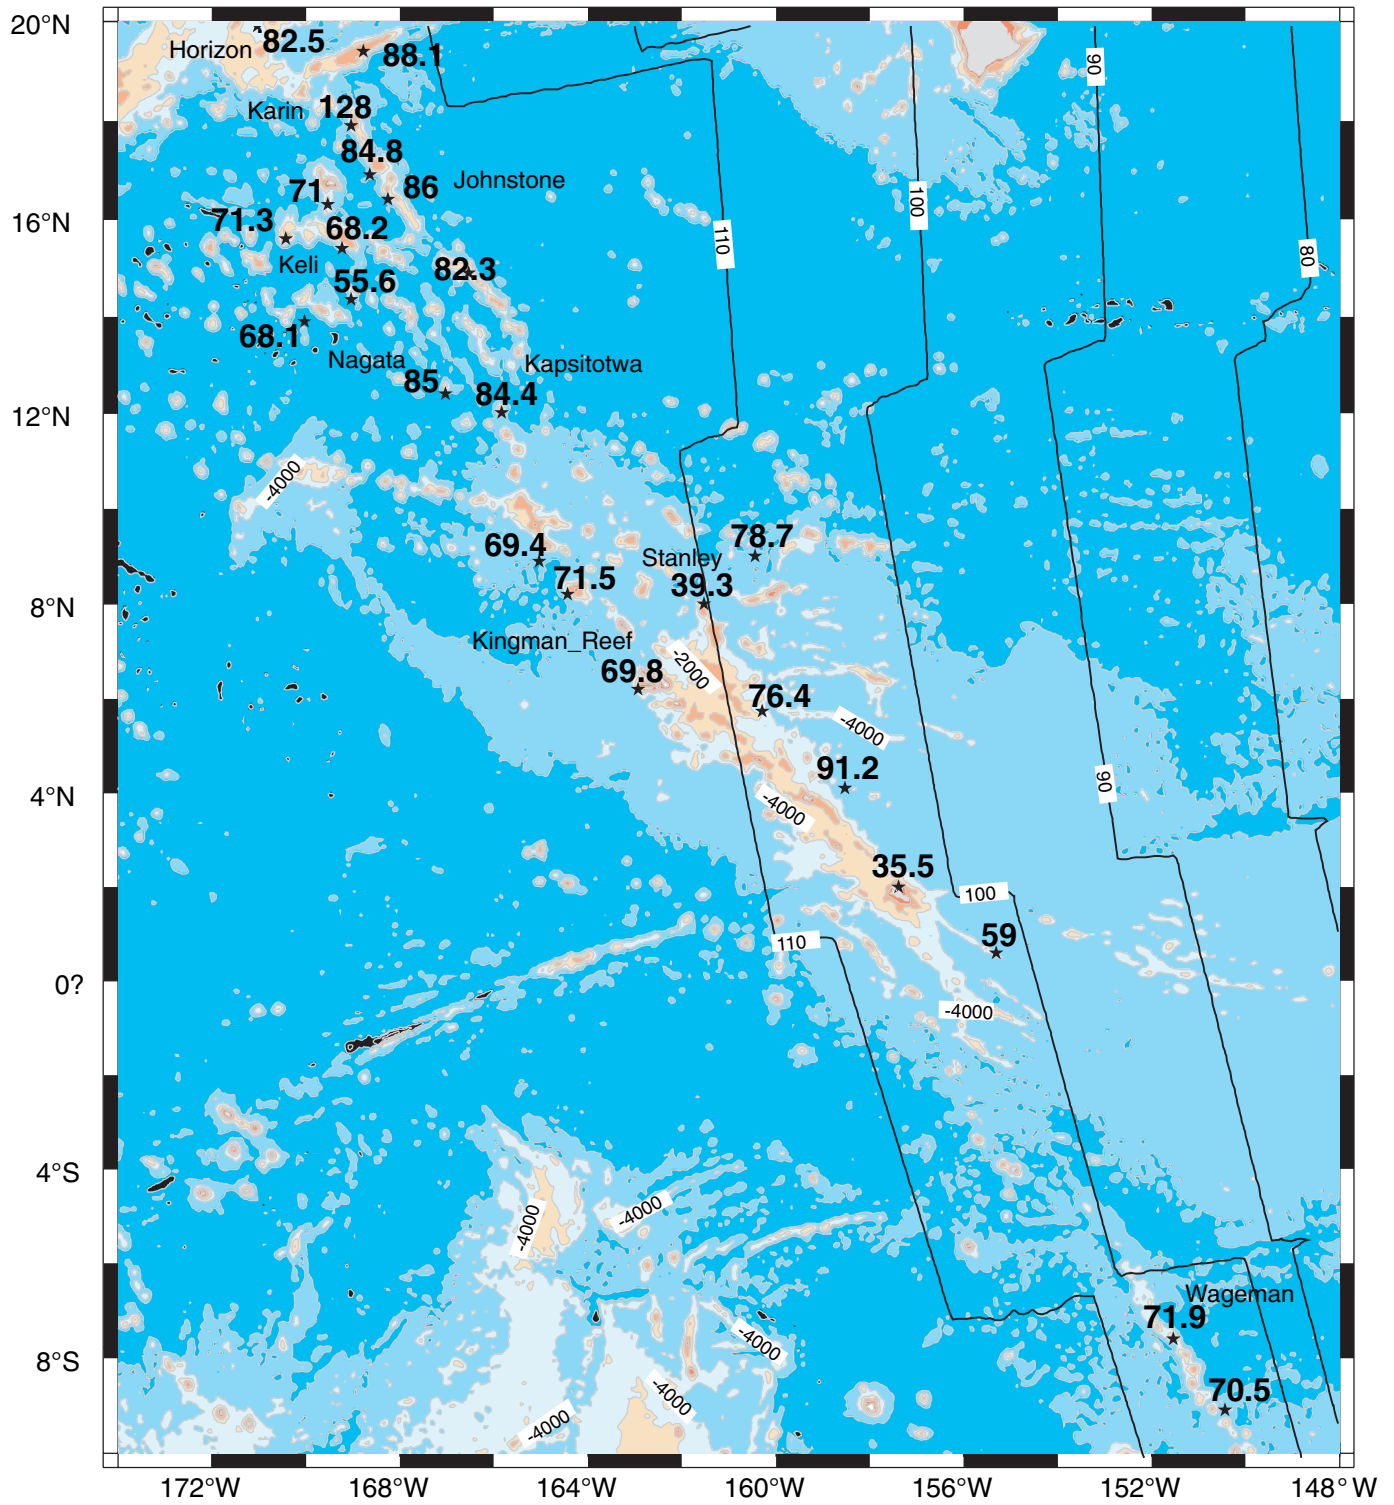 20°N
Horizon
82.5
88.1
90
Karin
128
84.8
Johnstone
86
71
100
16°N
71.3
68.2
110
80
Keli
82.3
55.6
68.1
Nagata
Kapsitotwa
85
84.4
12°N
-4000
78.7
69.4
Stanley
71.5
39.3
8°N
Kingman_Reef
-2000
69.8
76.4
-4000
91.2
90
4°N
-4000
35.5
100
59
110
0?
-4000
4°S
-4000
-4000
Wageman
71.9
-4000
8°S
-4000
70.5
-4000
172°W
168°W
164°W
160°W
156°W
152°W
148°W